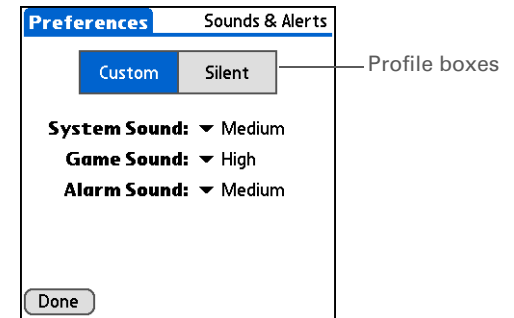 Preferences Sounds & Alerts
Custom Silent Profile boxes
System Sound: Medium
Game Sound: High
Alarm Sound: Medium
Done